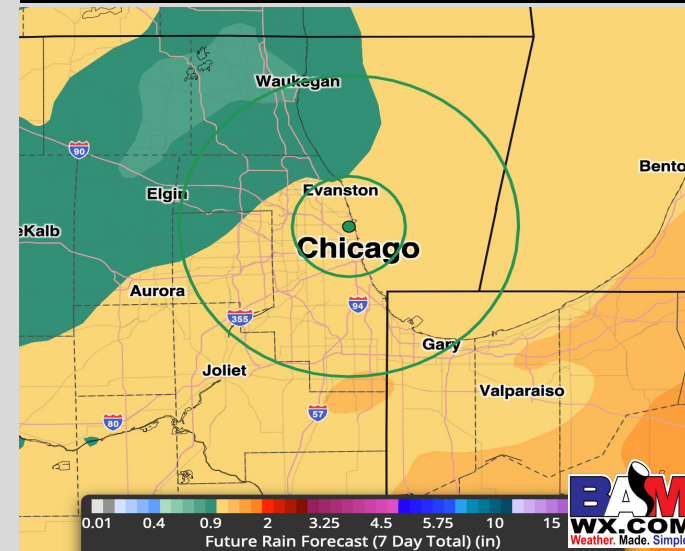 Waukegan
90
Bento
Elgin
Evanston
eKalb
Chicago
Aurora
94
355
Gary
Joliet
Valparaiso
57
80
0.01 0.4 0.9 2 3.25 4.5 5.75 10 15
Future Rain Forecast (7 Day Total) (in)
BAM
WX.COM
Weather. Made. Simple